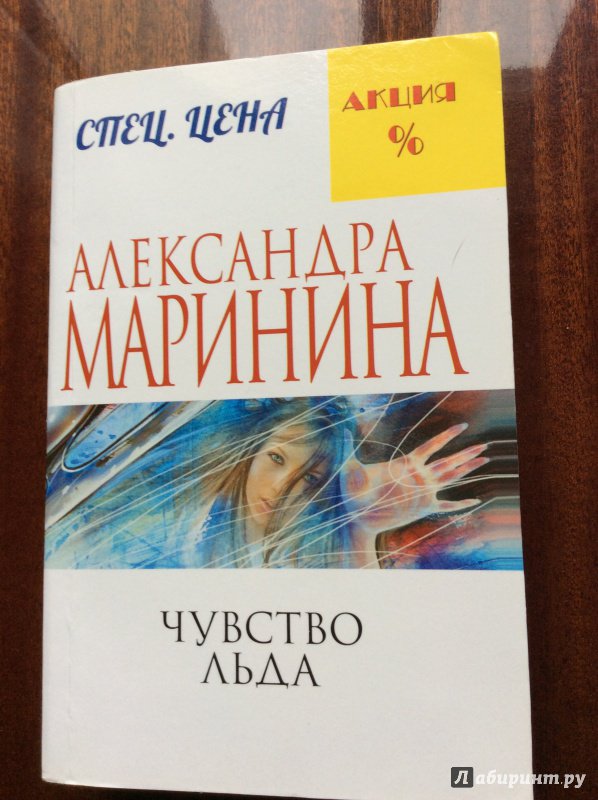 СПЕЦ. ЦЕНА
АКЦИЯ
%
АЛЕКСАНДРА
МАРИНИНА
ЧУВСТВО
ЛЬДА
Лабиринт.ру